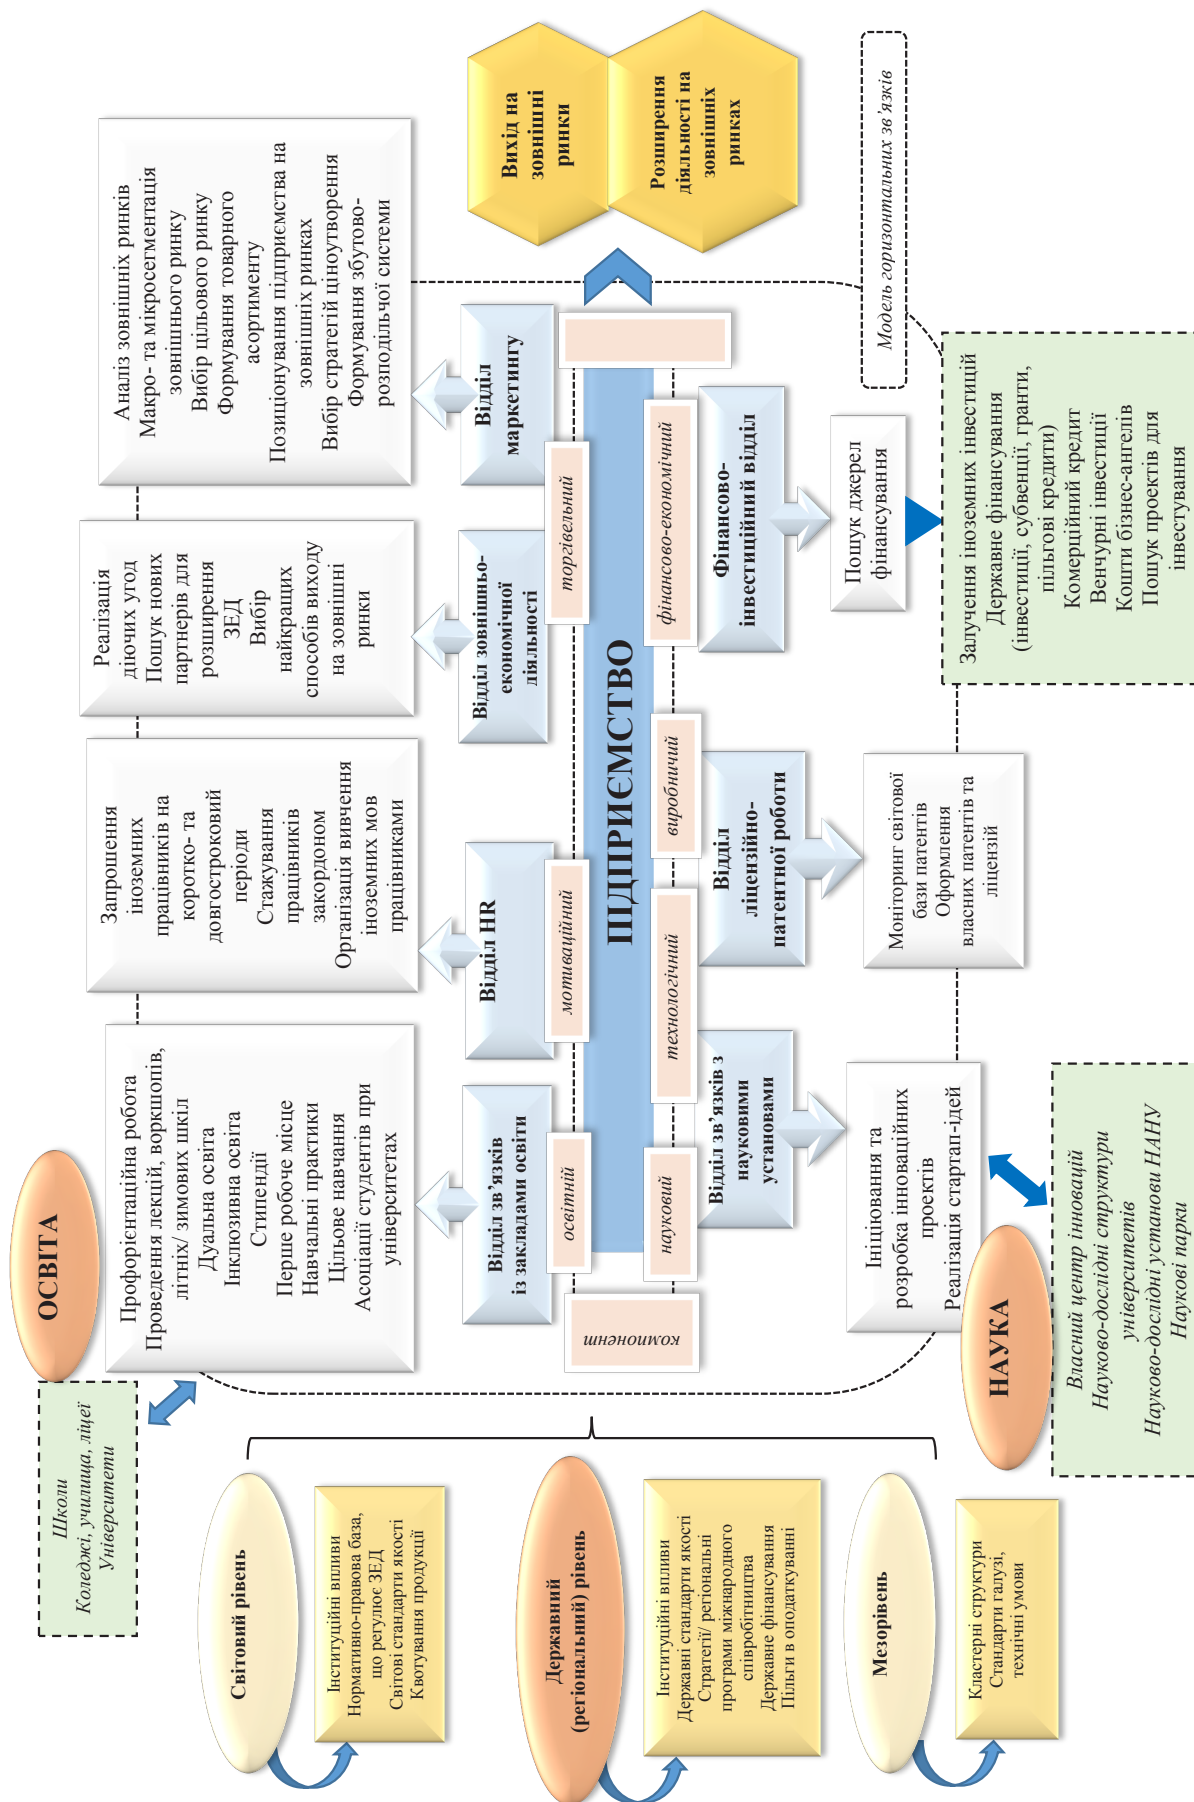 Школи
Коледжі, училища, ліцеї
Університети
ОСВІТА
Світовий рівень
Інституційні впливи
Нормативно-правова база,
що регулює ЗЕД
Світові стандарти якості
Квотування продукції
Державний
(регіональний) рівень
Інституційні впливи
Державні стандарти якості
Стратегії/ регіональні
програми міжнародного
співробітництва
Державне фінансування
Пільги в оподаткуванні
Мезорівень
Кластерні структури
Стандарти галузі,
технічні умови
Профорієнтаційна робота
Проведення лекцій, воркшопів,
літніх/ зимових шкіл
Дуальна освіта
Інклюзивна освіта
Стипендії
Перше робоче місце
Навчальні практики
Цільове навчання
Асоціації студентів при
університетах
Запрошення
іноземних
працівників на
коротко- та
довгостроковий
періоди
Стажування
працівників
закордоном
Організація вивчення
іноземних мов
працівниками
Реалізація
діючих угод
Пошук нових
партнерів для
розширення
ЗЕД
Вибір
найкращих
способів виходу
на зовнішні
ринки
Аналіз зовнішніх ринків
Макро- та мікросегментація
зовнішнього ринку
Вибір цільового ринку
Формування товарного
асортименту
Позиціонування підприємства на
зовнішніх ринках
Вибір стратегій ціноутворення
Формування збутово-
розподільчої системи
Відділ зв’язків
із закладами освіти
Відділ HR
Відділ зовнішньо-
економічної
діяльності
Відділ
маркетингу
освітній
мотиваційний
торгівельний
компонент
ПІДПРИЄМСТВО
науковий
технологічний
виробничий
фінансово-економічний
Відділ зв’язків з
науковими
установами
Відділ
ліцензійно-
патентної роботи
Фінансово-
інвестиційний відділ
Ініціювання та
розробка інноваційних
проектів
Реалізація стартап-ідей
Моніторинг світової
бази патентів
Оформлення
власних патентів та
ліцензій
Пошук джерел
фінансування
НАУКА
Власний центр інновацій
Науково-дослідні структури
університетів
Науково-дослідні установи НАНУ
Наукові парки
Залучення іноземних інвестицій
Державне фінансування
(інвестиції, субвенції, гранти,
пільгові кредити)
Комерційний кредит
Венчурні інвестиції
Кошти бізнес-ангелів
Пошук проектів для
інвестування
Вихід на
зовнішні
ринки
Розширення
діяльності на
зовнішніх
ринках
Модель горизонтальних зв’язків